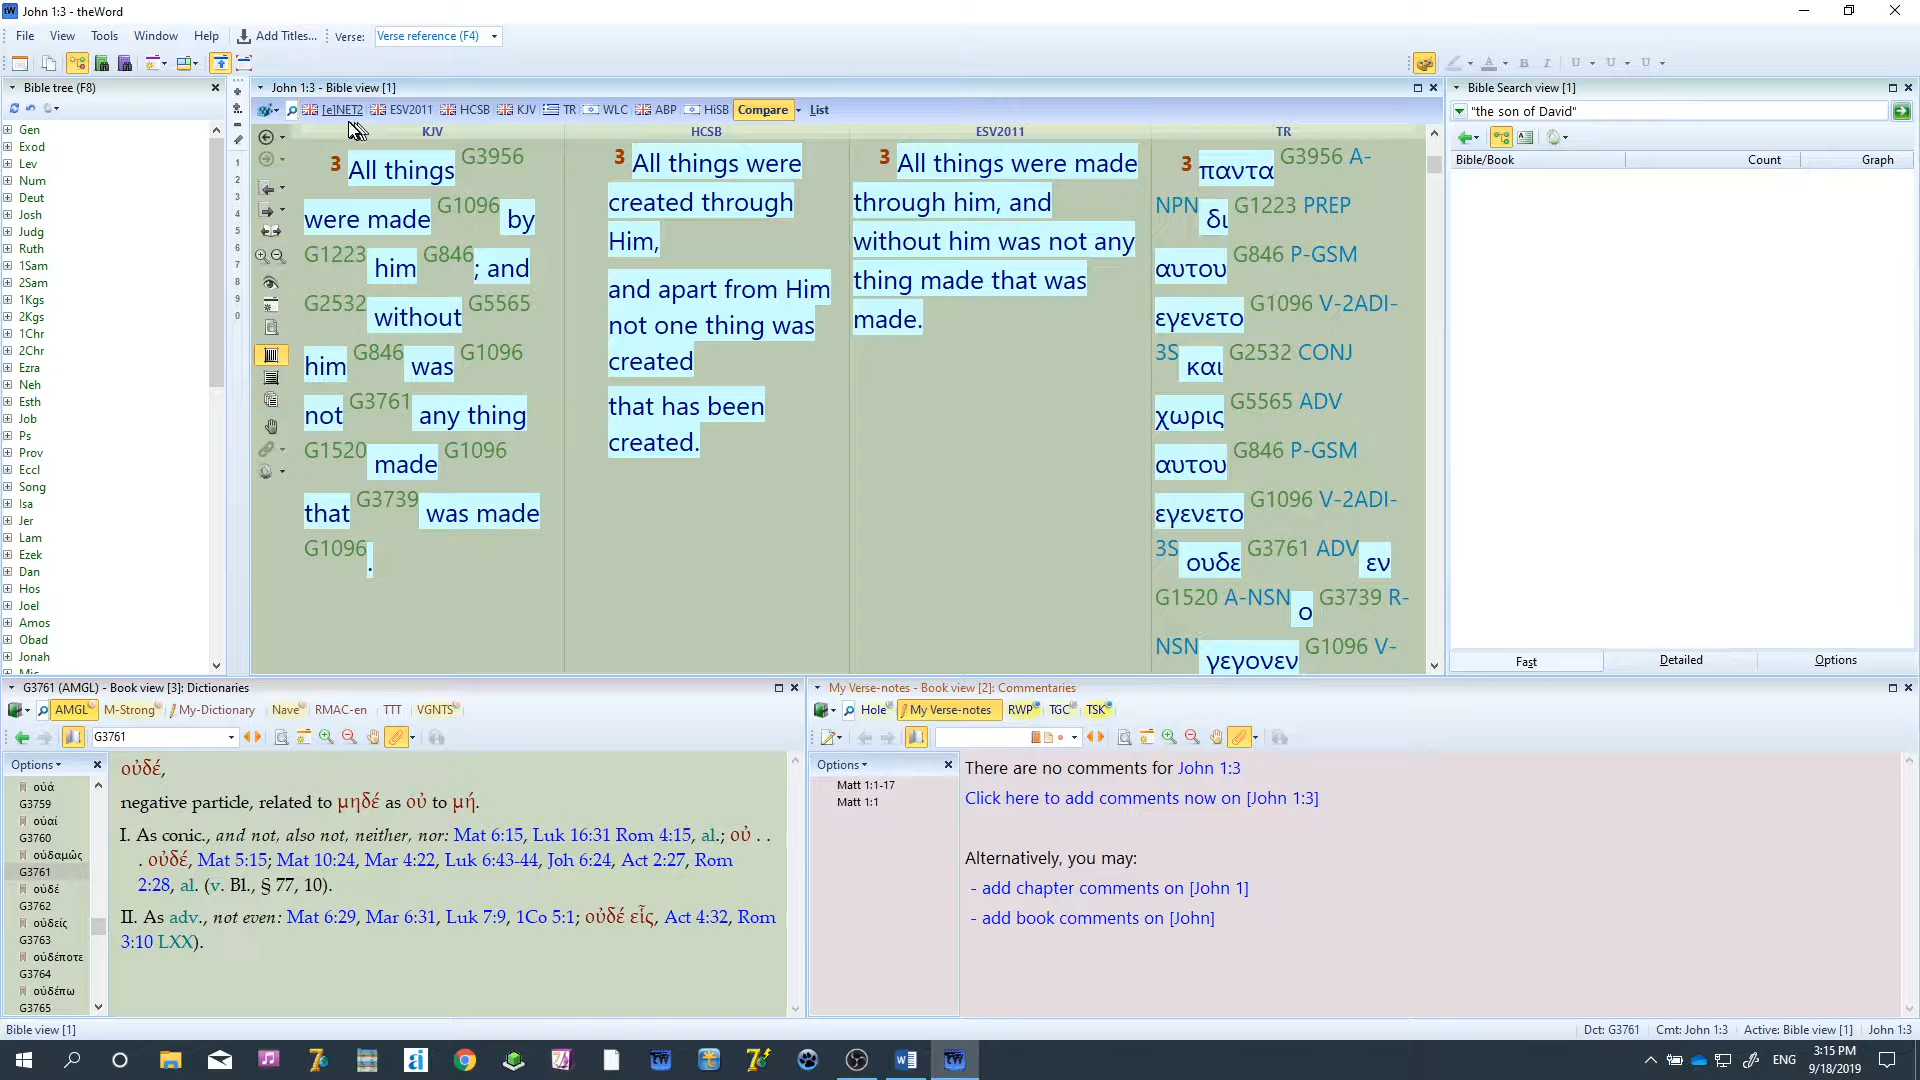 John 1:3 - theWord
File View Tools Window Help Add Titles... Verse: Verse reference (F4)
Bible tree (F8)
Gen
Exod
Lev
Num
Deut
Josh
Judg
Ruth
1Sam
2Sam
1Kgs
2Kgs
1Chr
2Chr
Ezra
Neh
Esth
Job
Ps
Prov
Eccl
Song
Isa
Jer
Lam
Ezek
Dan
Hos
Joel
Amos
Obad
Jonah
1
2
3
4
5
6
7
8
9
0
John 1:3 - Bible view [1]
[e]NET2 ESV2011 HCSB KJV TR WLC ABP HiSB Compare List
KJV
3 All things G3956
were made G1096 by
G1223 him G846 ; and
G2532 without G5565
him G846 was G1096
not G3761 any thing
G1520 made G1096
that G3739 was made
G1096 .
HCSB
3 All things were
created through
Him,
and apart from Him
not one thing was
created
that has been
created.
ESV2011
3 All things were made
through him, and
without him was not any
thing made that was
made.
TR
3 παντα G3956 A-
NPN δι G1223 PREP
αυτου G846 P-GSM
εγενετο G1096 V-2ADI-
3S και G2532 CONJ
χωρις G5565 ADV
αυτου G846 P-GSM
εγενετο G1096 V-2ADI-
3S ουδε G3761 ADV εν
G1520 A-NSN ο G3739 R-
NSN γεγονεν G1096 V-
Bible Search view [1]
"the son of David"
Bible/Book Count Graph
Fast Detailed Options
G3761 (AMGL) - Book view [3]: Dictionaries
AMGL M-Strong My-Dictionary Nave RMAC-en TTT VGNTS
G3761
Options
οὐά
G3759
οὐαί
G3760
οὐδαμῶς
G3761
οὐδέ
G3762
οὐδείς
G3763
οὐδέποτε
G3764
οὐδέπω
G3765
οὐδέ,
negative particle, related to μηδέ as οὐ to μή.
I. As conic., and not, also not, neither, nor: Mat 6:15, Luk 16:31 Rom 4:15, al.; οὐ . .
. οὐδέ, Mat 5:15; Mat 10:24, Mar 4:22, Luk 6:43-44, Joh 6:24, Act 2:27, Rom
2:28, al. (v. Bl., § 77, 10).
II. As adv., not even: Mat 6:29, Mar 6:31, Luk 7:9, 1Co 5:1; οὐδέ εἷς, Act 4:32, Rom
3:10 LXX).
My Verse-notes - Book view [2]: Commentaries
Hole My Verse-notes RWP TGC TSK
Options
Matt 1:1-17
Matt 1:1
There are no comments for John 1:3
Click here to add comments now on [John 1:3]
Alternatively, you may:
- add chapter comments on [John 1]
- add book comments on [John]
Bible view [1] Dct: G3761 Cmt: John 1:3 Active: Bible view [1] John 1:3
ENG 3:15 PM
9/18/2019